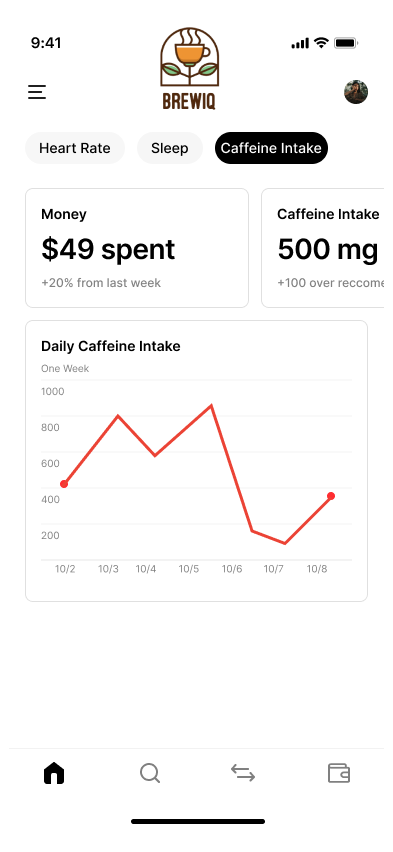 9:41
BREWIQ
Heart Rate
Sleep
Caffeine Intake
Money
$49 spent
+20% from last week
Caffeine Intake
500 mg
+100 over reccome
Daily Caffeine Intake
One Week
1000
800
600
400
200
10/2 10/3 10/4 10/5 10/6 10/7 10/8